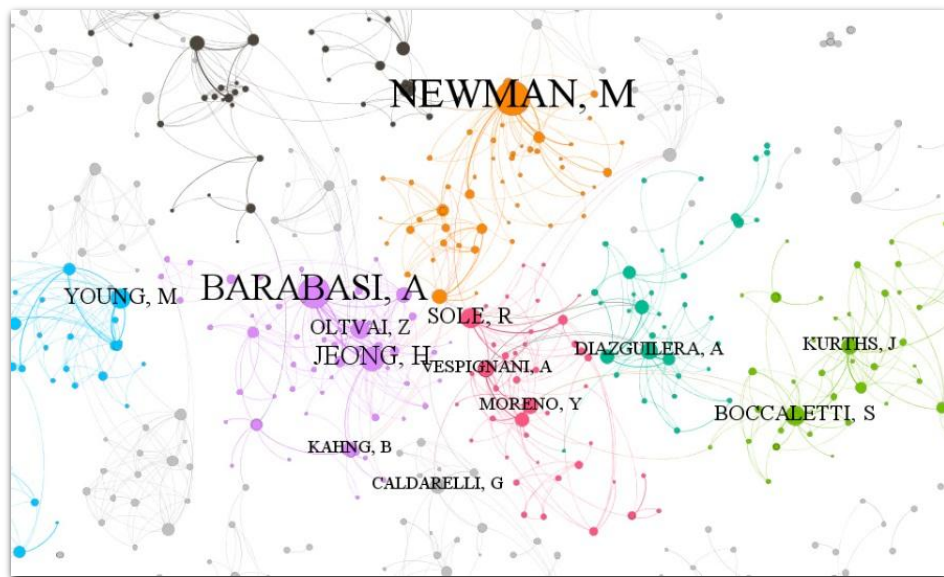 NEWMAN, M
BARABASI, A
YOUNG, M
SOLE, R
OLTVAI, Z
JEONG, H
DIAZGUILERA, A
KURTHS, J
VESPIGNANI, A
MORENO, Y
BOCCALETTI, S
KAHNG, B
CALDARELLI, G